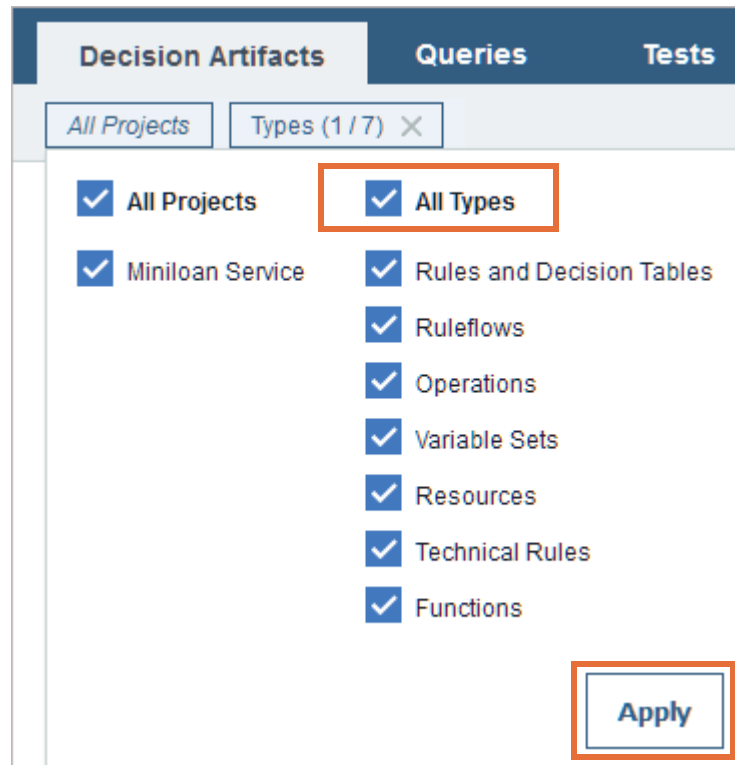 Decision Artifacts Queries Tests
All Projects Types (1 / 7)
All Projects All Types
Miniloan Service Rules and Decision Tables
Ruleflows
Operations
Variable Sets
Resources
Technical Rules
Functions
Apply